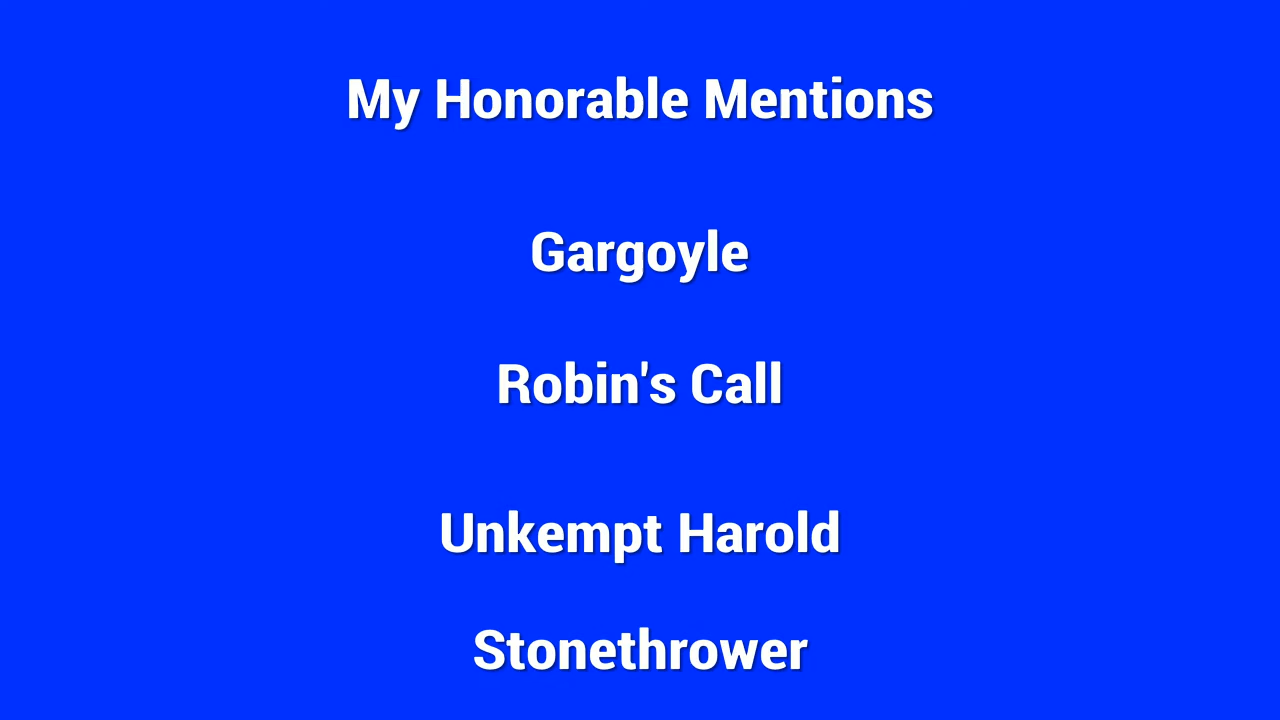 My Honorable Mentions
Gargoyle
Robin's Call
Unkempt Harold
Stonethrower